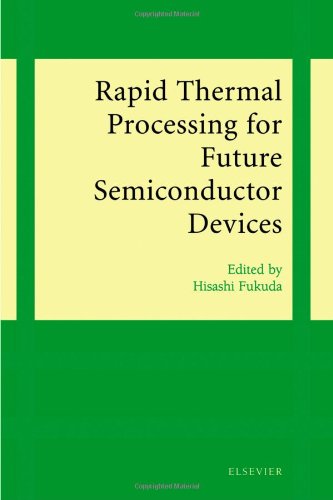 Rapid Thermal
Processing for
Future
Semiconductor
Devices
Edited by
Hisashi Fukuda
ELSEVIER